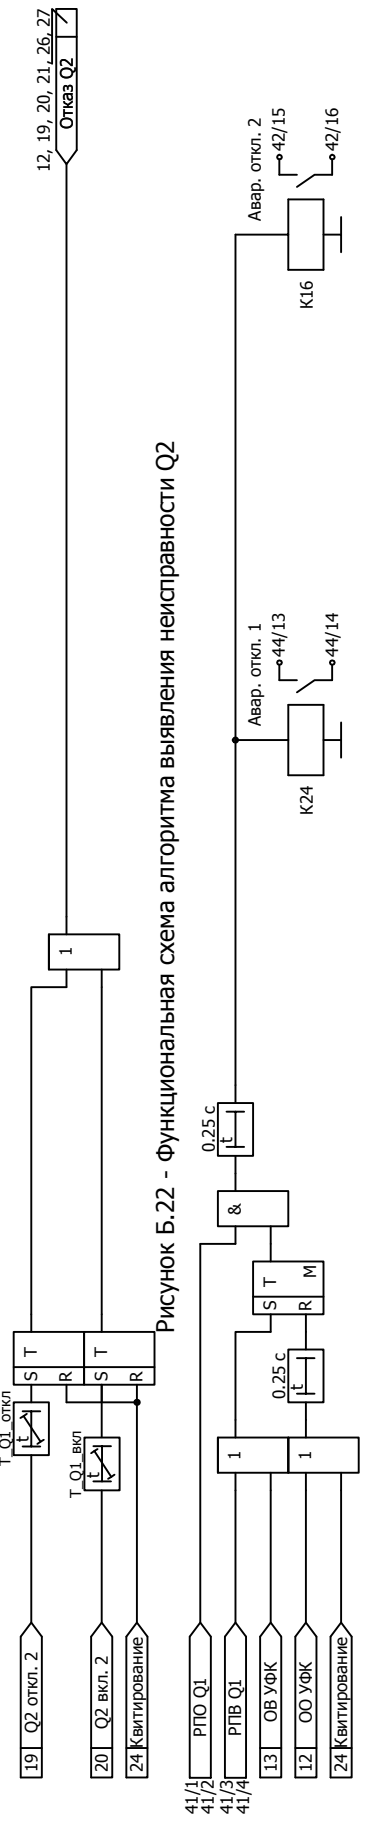 19 Q2 откл. 2
T_Q1_откл
t
S T
R
20 Q2 вкл. 2
T_Q1_вкл
t
S T
R
24 Квитирование
1
12, 19, 20, 21, 26, 27
Отказ Q2
Рисунок Б.22 - Функциональная схема алгоритма выявления неисправности Q2
41/1
41/2
РПО Q1
41/3
41/4
РПВ Q1
13 ОВ УФК
12 ОО УФК
24 Квитирование
1
1
0.25 с
t
S T
R M
&
0.25 с
t
Авар. откл. 1
44/13
44/14
К24
Авар. откл. 2
42/15
42/16
К16